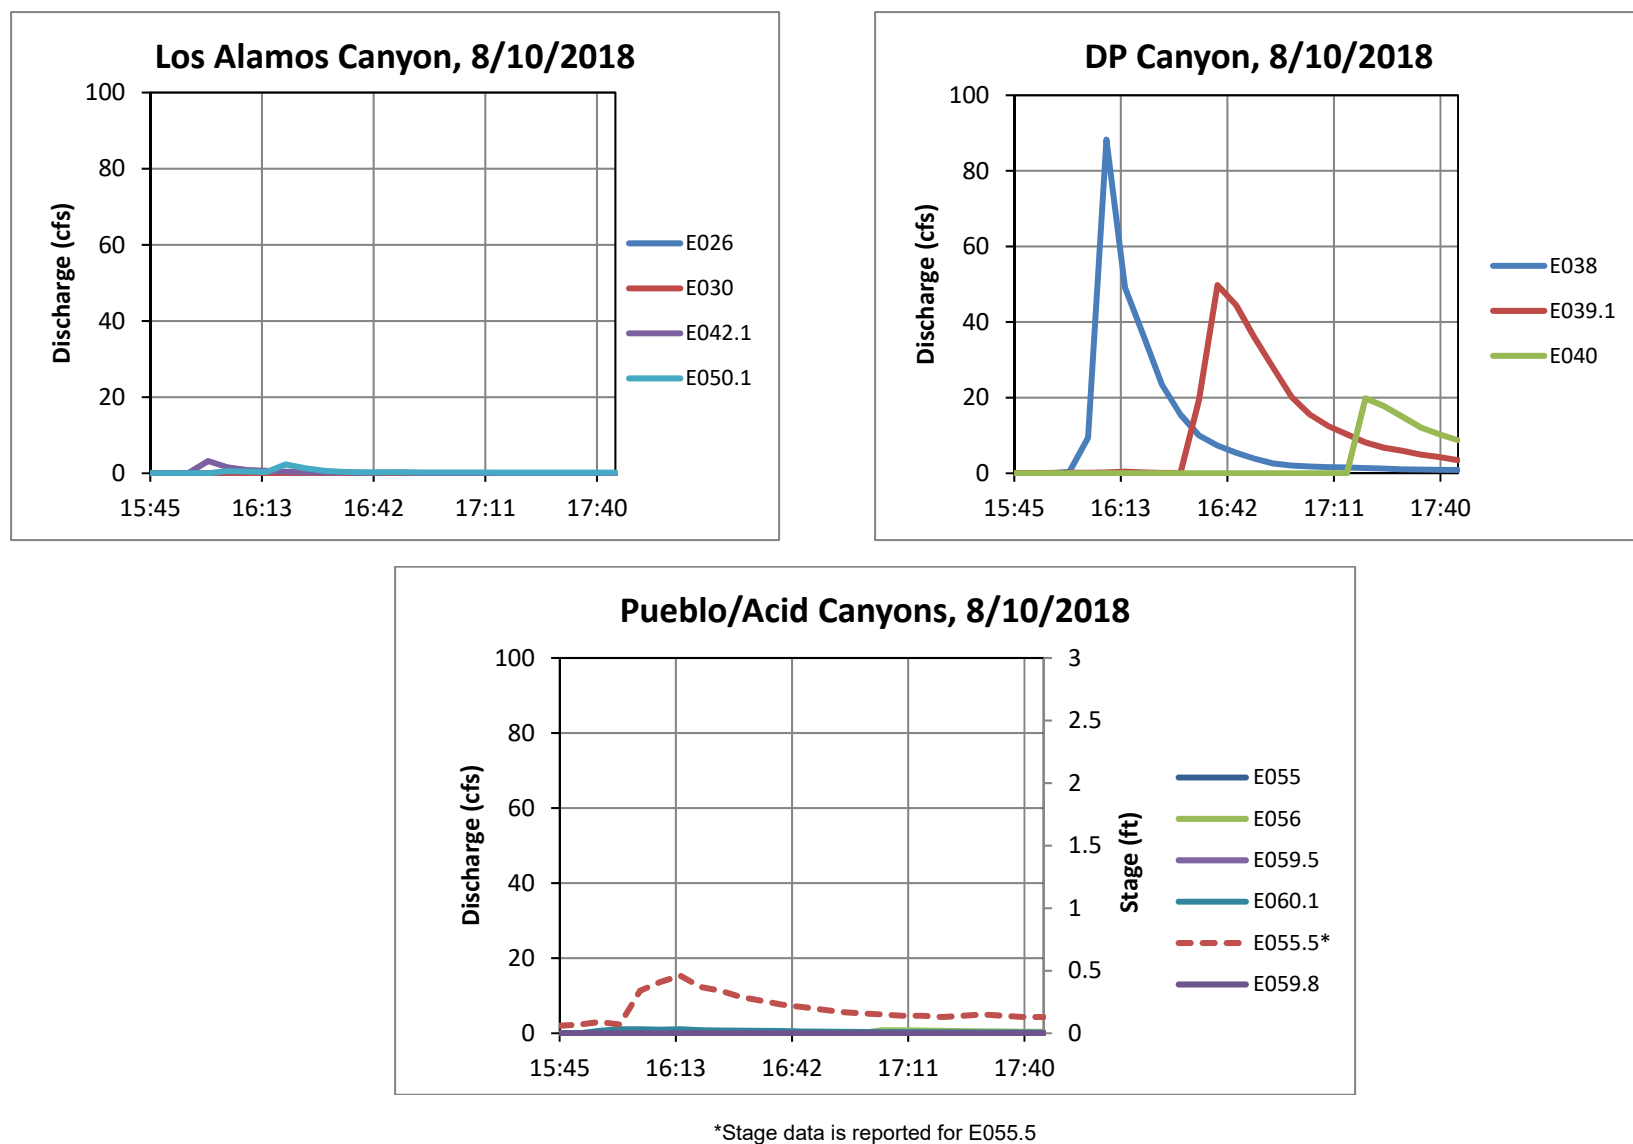 Los Alamos Canyon, 8/10/2018
100
80
60
40
20
0
Discharge (cfs)
15:45 16:13 16:42 17:11 17:40
E026
E030
E042.1
E050.1
DP Canyon, 8/10/2018
100
80
60
40
20
0
Discharge (cfs)
15:45 16:13 16:42 17:11 17:40
E038
E039.1
E040
Pueblo/Acid Canyons, 8/10/2018
100
80
60
40
20
0
Discharge (cfs)
3
2.5
2
1.5
1
0.5
0
Stage (ft)
15:45 16:13 16:42 17:11 17:40
E055
E056
E059.5
E060.1
E055.5*
E059.8
*Stage data is reported for E055.5